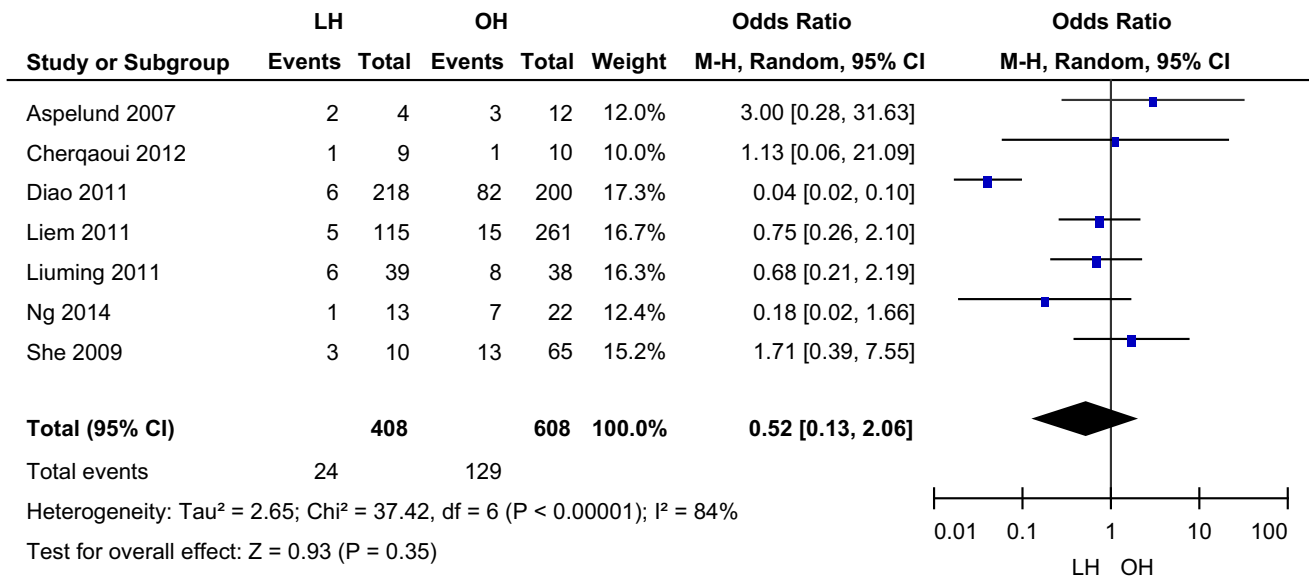 LH OH Odds Ratio Odds Ratio
Study or Subgroup Events Total Events Total Weight M-H, Random, 95% CI M-H, Random, 95% CI
Aspelund 2007 2 4 3 12 12.0% 3.00 [0.28, 31.63]
Cherqaoui 2012 1 9 1 10 10.0% 1.13 [0.06, 21.09]
Diao 2011 6 218 82 200 17.3% 0.04 [0.02, 0.10]
Liem 2011 5 115 15 261 16.7% 0.75 [0.26, 2.10]
Liuming 2011 6 39 8 38 16.3% 0.68 [0.21, 2.19]
Ng 2014 1 13 7 22 12.4% 0.18 [0.02, 1.66]
She 2009 3 10 13 65 15.2% 1.71 [0.39, 7.55]
Total (95% CI) 408 608 100.0% 0.52 [0.13, 2.06]
Total events 24 129
Heterogeneity: Tau² = 2.65; Chi² = 37.42, df = 6 (P < 0.00001); I² = 84%
Test for overall effect: Z = 0.93 (P = 0.35)
0.01 0.1 1 10 100
LH OH